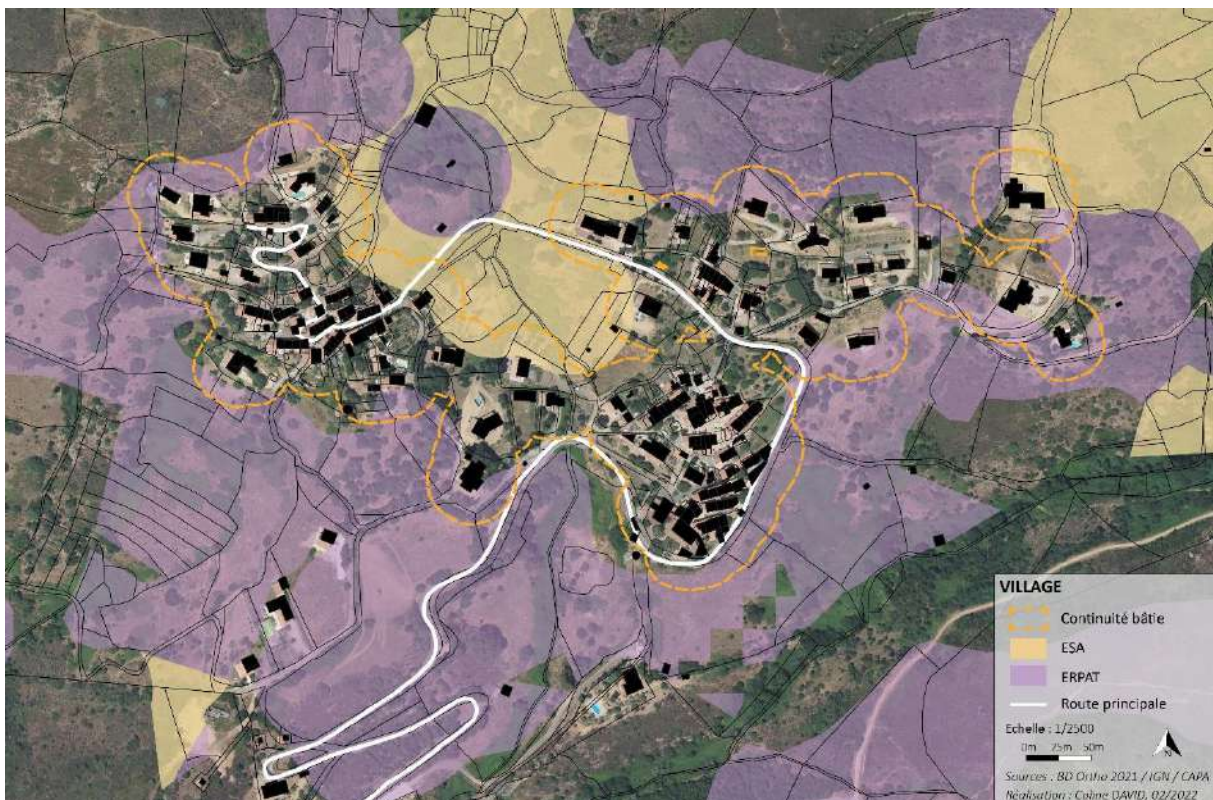 VILLAGE
Continuité bâtie
ESA
ERPAT
Route principale
Echelle : 1/2500
0m 25m 50m
N
Sources : BD Ortho 2021 / IGN / CAPA
Réalisation : Coline DAVID, 02/2022